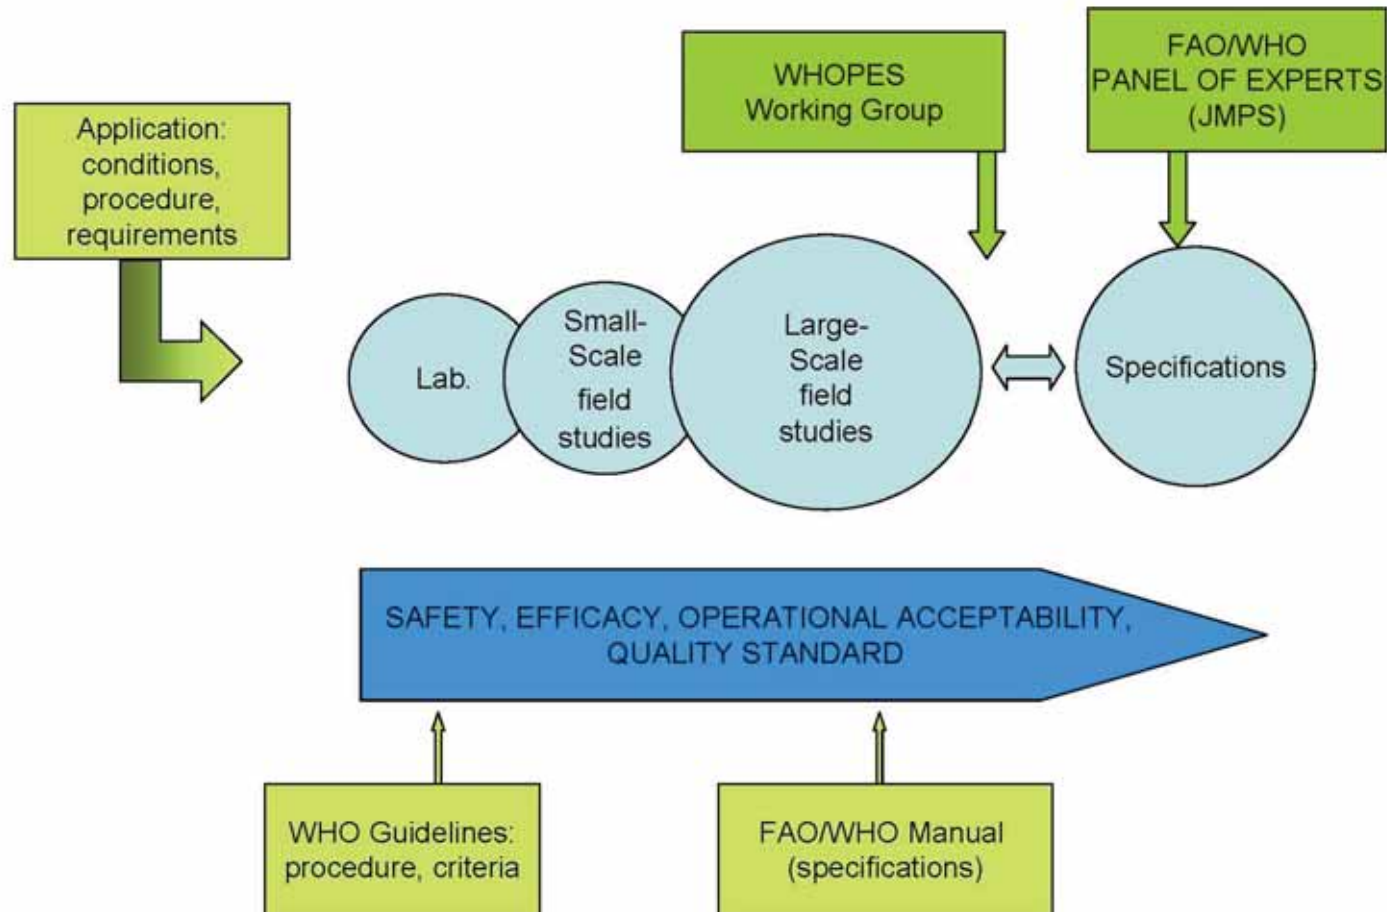 WHOPES
Working Group
FAO/WHO
PANEL OF EXPERTS
(JMPS)
Application:
conditions,
procedure,
requirements
Lab.
Small-
Scale
field
studies
Large-
Scale
field
studies
Specifications
SAFETY, EFFICACY, OPERATIONAL ACCEPTABILITY,
QUALITY STANDARD
WHO Guidelines:
procedure, criteria
FAO/WHO Manual
(specifications)